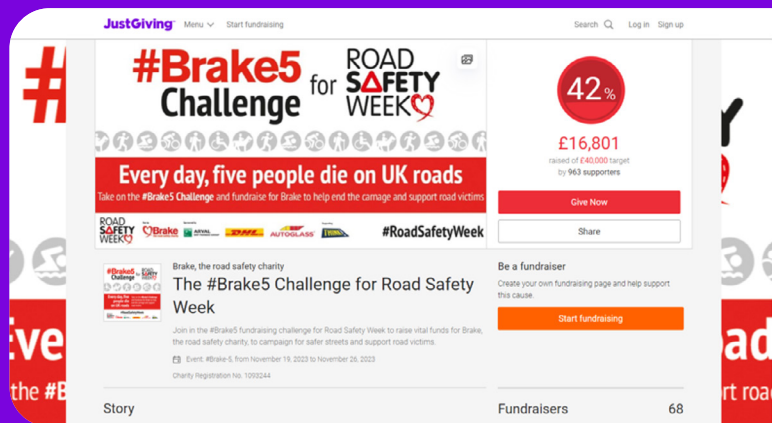 JustGiving
Menu
Start fundraising
Search
Log in
Sign up
#Brake5
Challenge
for
ROAD
SAFETY
WEEK
Every day, five people die on UK roads
Take on the #Brake5 Challenge and fundraise for Brake to help end the carnage and support road victims
ROAD
SAFETY
WEEK
Brake
ARVAL
DHL
AUTOGLASS
#RoadSafetyWeek
42%
£16,801
raised of £40,000 target
by 963 supporters
Give Now
Share
#Brake5
Challenge
Brake, the road safety charity
The #Brake5 Challenge for Road Safety
Week
Join in the #Brake5 fundraising challenge for Road Safety Week to raise vital funds for Brake,
the road safety charity, to campaign for safer streets and support road victims.
Event: #Brake-5, from November 19, 2023 to November 26, 2023
Charity Registration No. 1093244
Be a fundraiser
Create your own fundraising page and help support
this cause.
Start fundraising
Story
Fundraisers
68
#
Eve
the #B
ad
rt roa